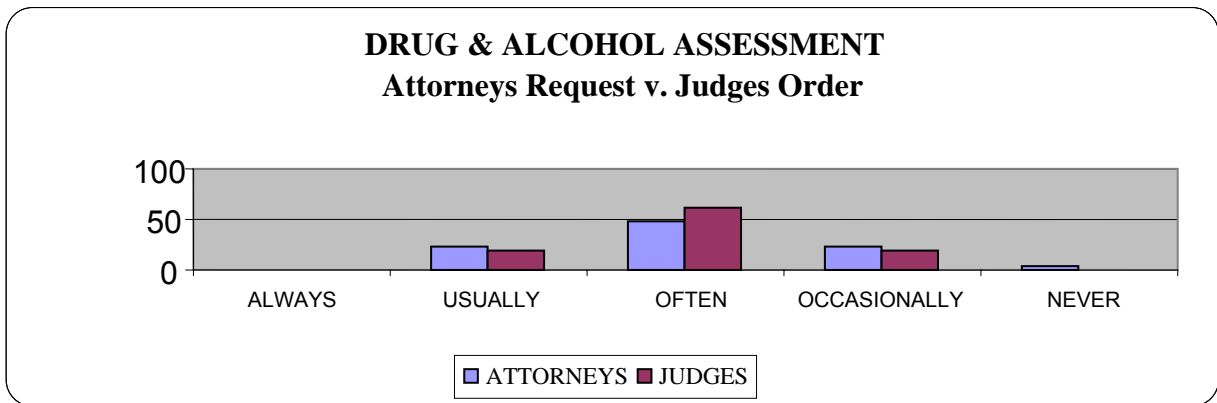 DRUG & ALCOHOL ASSESSMENT
Attorneys Request v. Judges Order
100
50
0
ALWAYS USUALLY OFTEN OCCASIONALLY NEVER
ATTORNEYS JUDGES